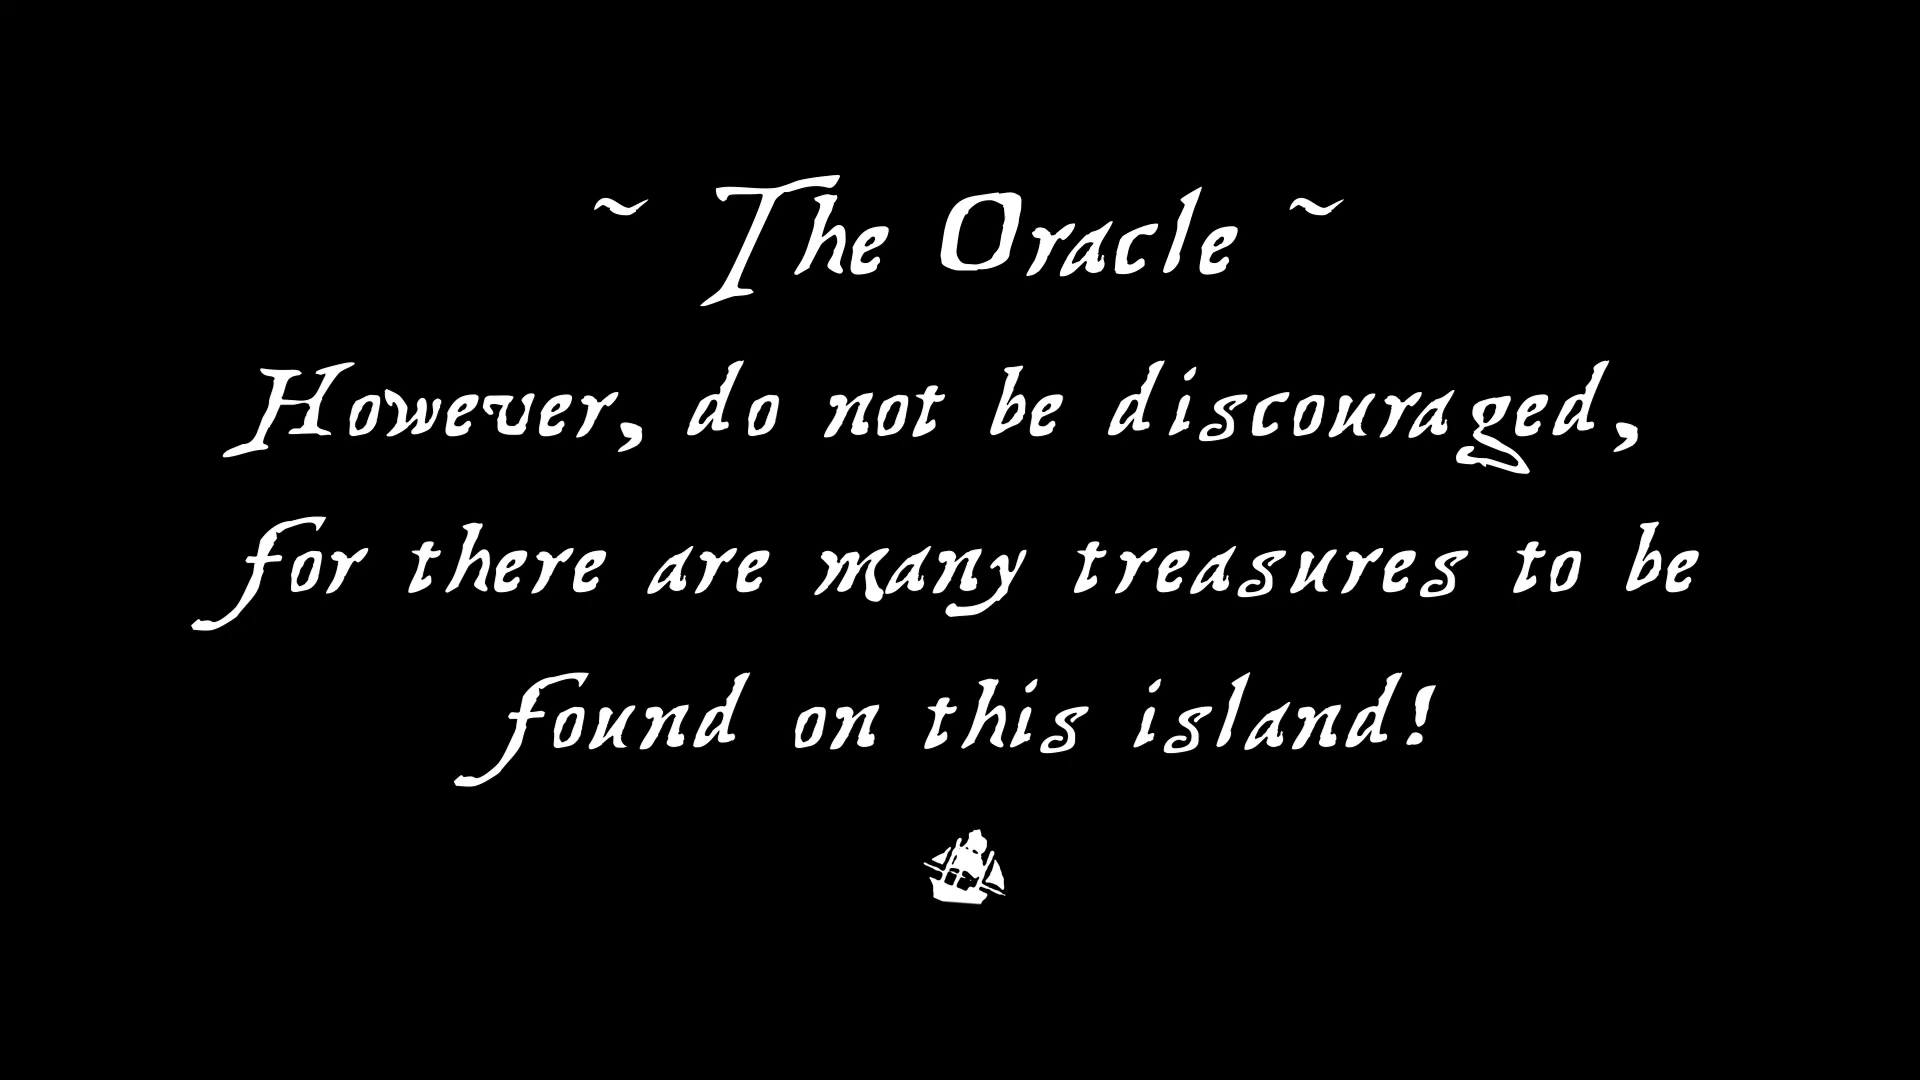 ~ The Oracle ~
However, do not be discouraged,
for there are many treasures to be
found on this island!